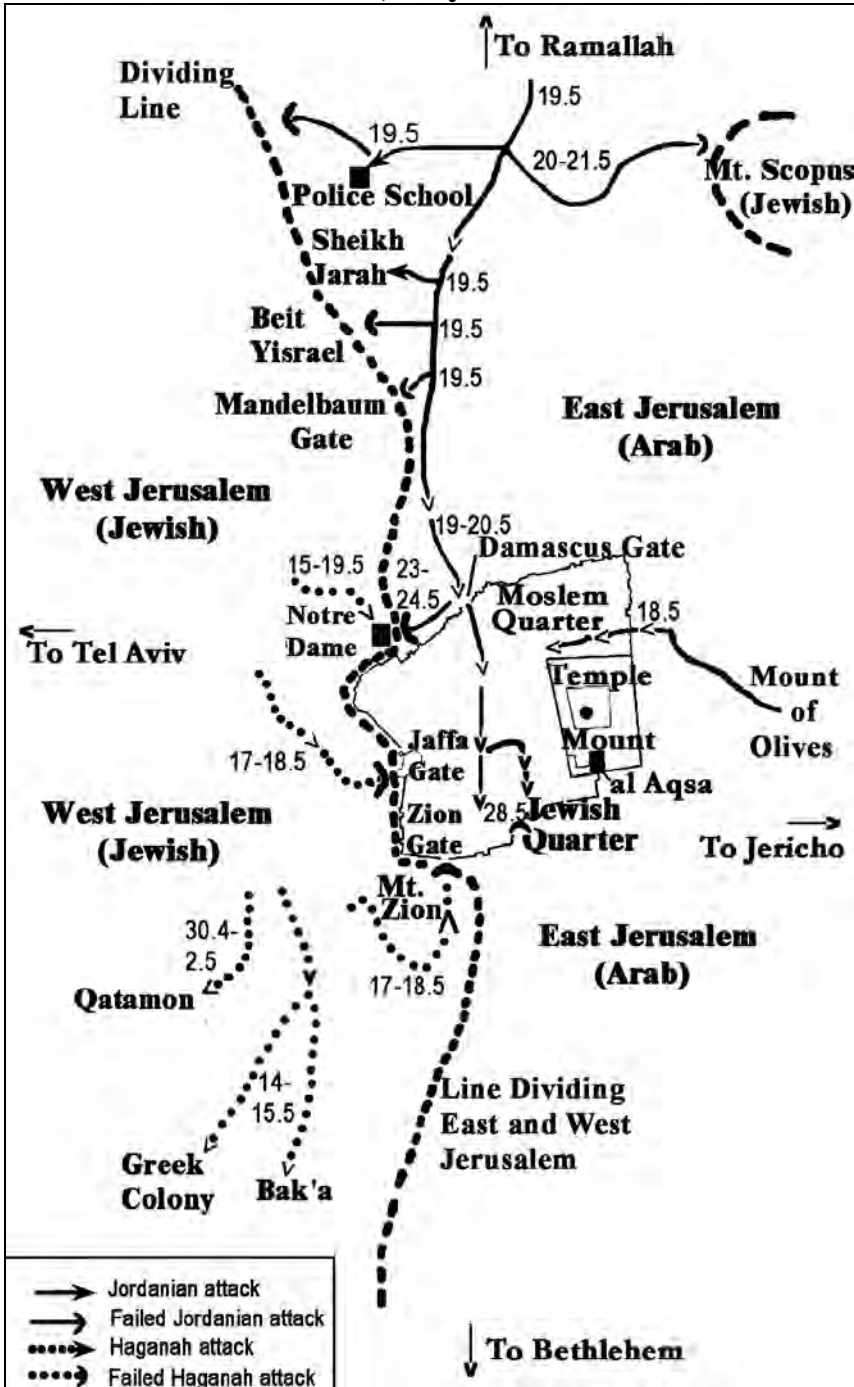 To Ramallah
Dividing
Line
19.5
19.5
20-21.5
Mt. Scopus
(Jewish)
Police School
Sheikh
Jarah
19.5
Beit
Yisrael
19.5
19.5
Mandelbaum
Gate
East Jerusalem
(Arab)
West Jerusalem
(Jewish)
19-20.5
Damascus Gate
15-19.5
23-
24.5
Notre
Dame
Moslem
Quarter
18.5
To Tel Aviv
Temple
Mount
Mount
of
Olives
17-18.5
Jaffa
Gate
al Aqsa
West Jerusalem
(Jewish)
Zion
Gate
28.5
Jewish
Quarter
To Jericho
Mt.
Zion
30.4-
2.5
Qatamon
17-18.5
East Jerusalem
(Arab)
14-
15.5
Greek
Colony
Bak'a
Line Dividing
East and West
Jerusalem
Jordanian attack
Failed Jordanian attack
Haganah attack
Failed Haganah attack
To Bethlehem